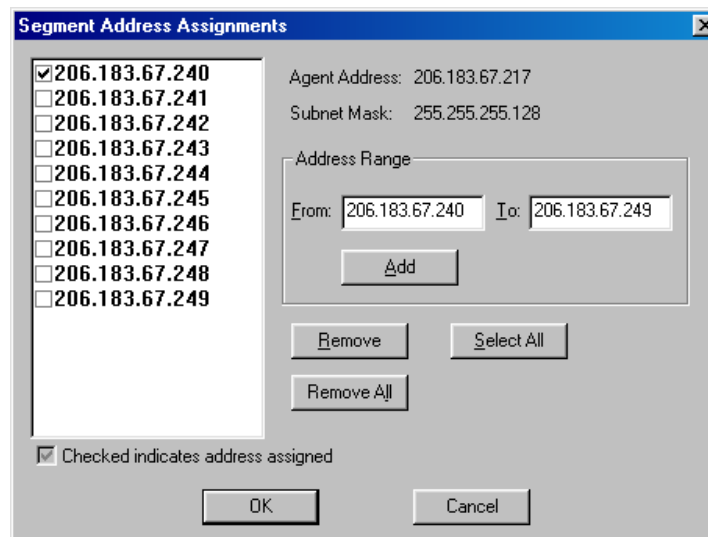 Segment Address Assignments
206.183.67.240
206.183.67.241
206.183.67.242
206.183.67.243
206.183.67.244
206.183.67.245
206.183.67.246
206.183.67.247
206.183.67.248
206.183.67.249
Agent Address: 206.183.67.217
Subnet Mask: 255.255.255.128
Address Range
From: 206.183.67.240 To: 206.183.67.249
Add
Remove Select All
Remove All
Checked indicates address assigned
OK Cancel